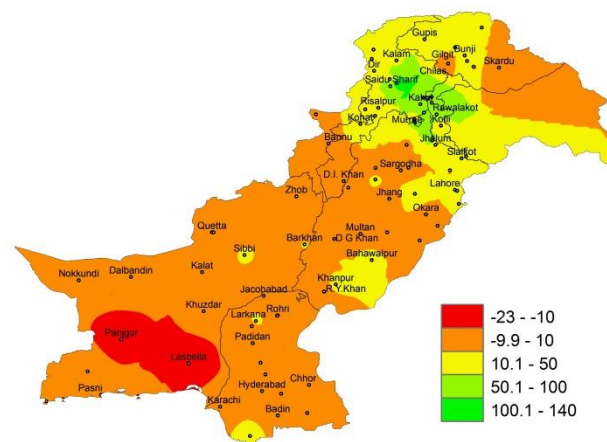 Gupis
Kalam
Bunji
Gilgit
Dir
Skardu
Chilas
Saidu Sharif
Kakul
Risalpur
Rawalakot
Kohat
Murree
Kotli
Bannu
Jhelum
Sialkot
Sargodha
D.I. Khan
Lahore
Zhob
Jhang
Okara
Quetta
Multan
Barkhan
D G Khan
Sibbi
Bahawalpur
Nokkundi
Dalbandin
Kalat
Khanpur
R. Y. Khan
Jacobabad
Khuzdar
Larkana
Rohri
Panjgur
Padidan
Lasbella
Pasni
Hyderabad
Chhor
Karachi
Badin
-23 - -10
-9.9 - 10
10.1 - 50
50.1 - 100
100.1 - 140